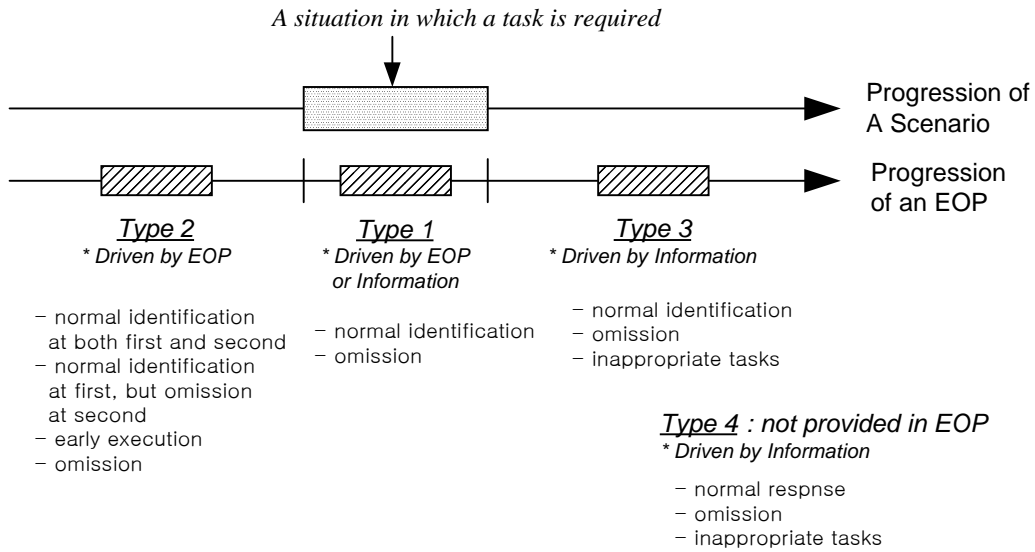 A situation in which a task is required
Progression of
A Scenario
Progression
of an EOP
Type 2
* Driven by EOP
– normal identification
at both first and second
– normal identification
at first, but omission
at second
– early execution
– omission
Type 1
* Driven by EOP
or Information
– normal identification
– omission
Type 3
* Driven by Information
– normal identification
– omission
– inappropriate tasks
Type 4 : not provided in EOP
* Driven by Information
– normal respnse
– omission
– inappropriate tasks